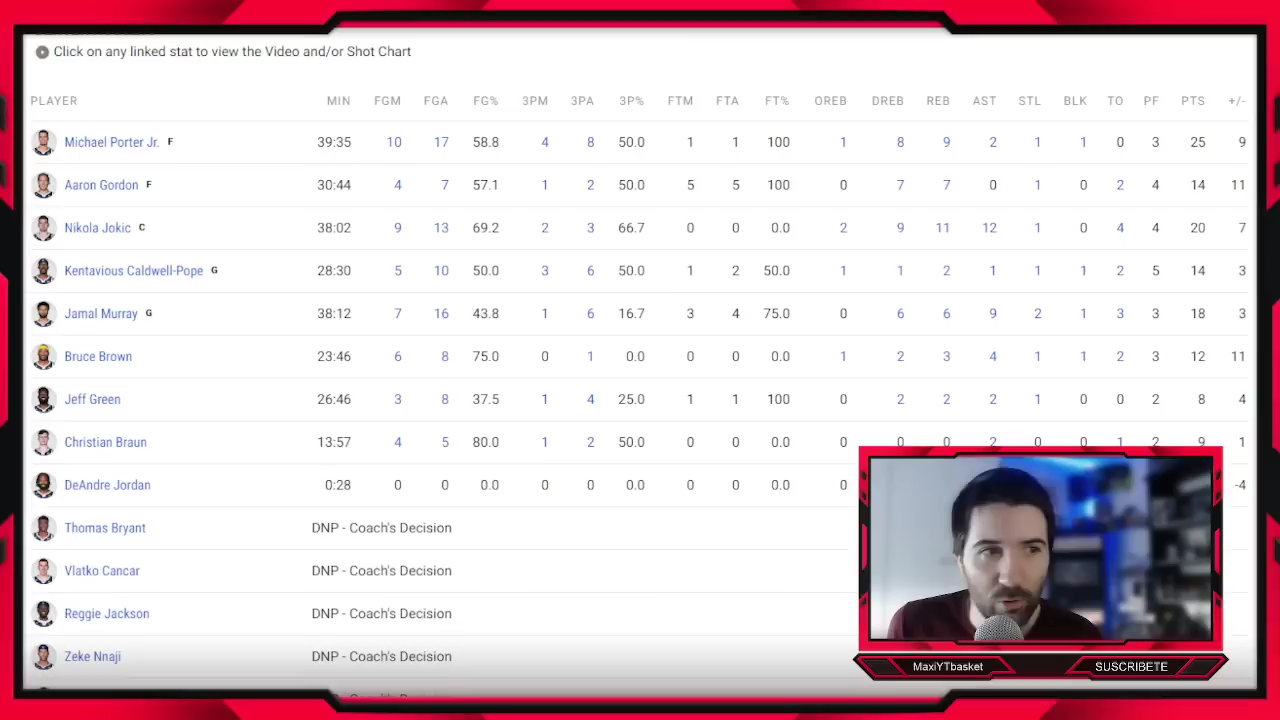 Click on any linked stat to view the Video and/or Shot Chart
PLAYER MIN FGM FGA FG% 3PM 3PA 3P% FTM FTA FT% OREB DREB REB AST STL BLK TO PF PTS +/-
Michael Porter Jr. F 39:35 10 17 58.8 4 8 50.0 1 1 100 1 8 9 2 1 1 0 3 25 9
Aaron Gordon F 30:44 4 7 57.1 1 2 50.0 5 5 100 0 7 7 0 1 0 2 4 14 11
Nikola Jokic C 38:02 9 13 69.2 2 3 66.7 0 0 0.0 2 9 11 12 1 0 4 4 20 7
Kentavious Caldwell-Pope G 28:30 5 10 50.0 3 6 50.0 1 2 50.0 1 1 2 1 1 1 2 5 14 3
Jamal Murray G 38:12 7 16 43.8 1 6 16.7 3 4 75.0 0 6 6 9 2 1 3 3 18 3
Bruce Brown 23:46 6 8 75.0 0 1 0.0 0 0 0.0 1 2 3 4 1 1 2 3 12 11
Jeff Green 26:46 3 8 37.5 1 4 25.0 1 1 100 0 2 2 2 1 0 0 2 8 4
Christian Braun 13:57 4 5 80.0 1 2 50.0 0 0 0.0 0 0 0 2 0 0 1 2 9 1
DeAndre Jordan 0:28 0 0 0.0 0 0 0.0 0 0 0.0 0 -4
Thomas Bryant DNP - Coach's Decision
Vlatko Cancar DNP - Coach's Decision
Reggie Jackson DNP - Coach's Decision
Zeke Nnaji DNP - Coach's Decision
MaxiYTbasket SUSCRIBETE